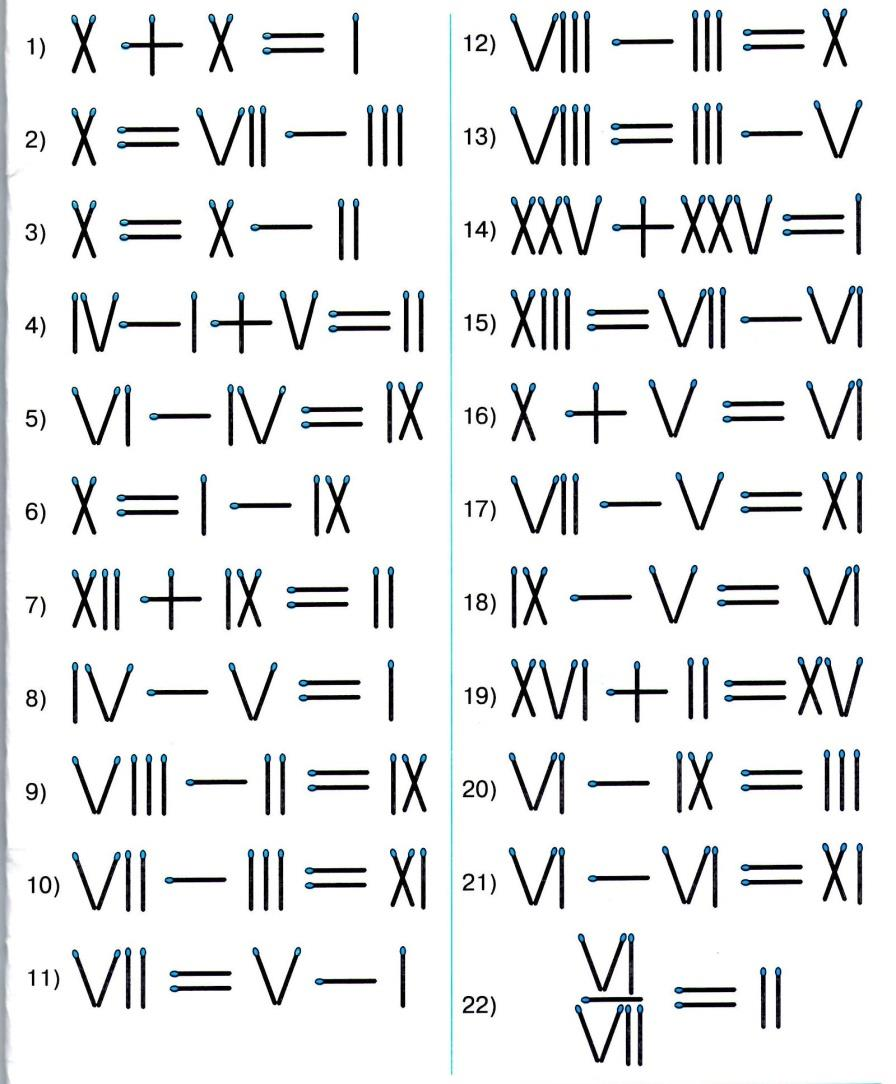 1) X + X = I
2) X = VII – III
3) X = X – II
4) IV – I + V = II
5) VI – IV = IX
6) X = I – IX
7) XII + IX = II
8) IV – V = I
9) VIII – II = IX
10) VII – III = XI
11) VII = V – I
12) VIII – III = X
13) VIII = III – V
14) XXV + XXV = I
15) XIII = VII – VI
16) X + V = VI
17) VII – V = XI
18) IX – V = VI
19) XVI + II = XV
20) VI – IX = III
21) VI – VI = XI
22) VI
–
VII
= II